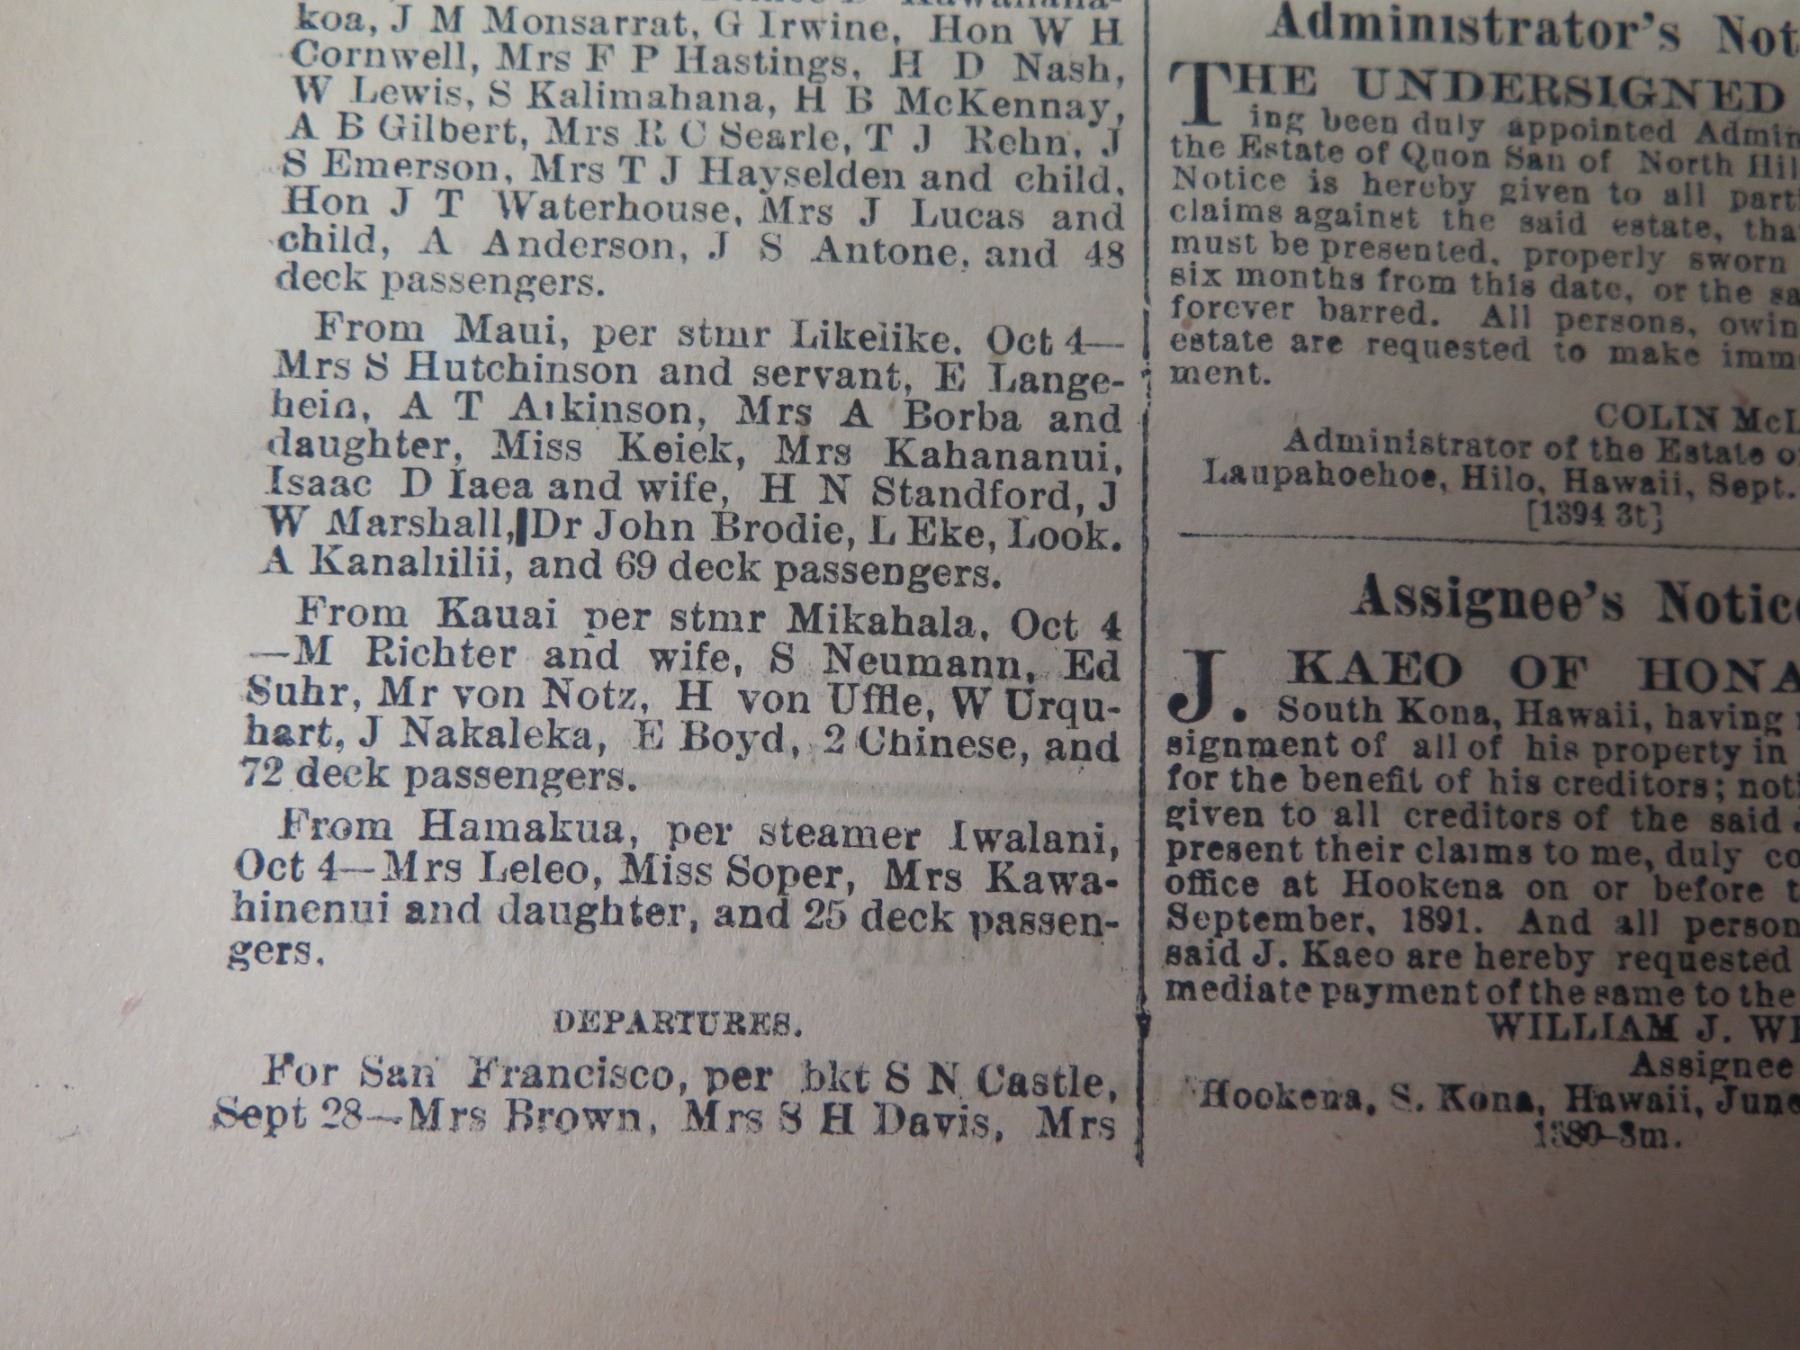 koa, J M Monsarrat, G Irwine, Hon W H
Cornwell, Mrs F P Hastings, H D Nash,
W Lewis, S Kalimahana, H B McKennay,
A B Gilbert, Mrs R C Searle, T J Rehn, J
S Emerson, Mrs T J Hayselden and child,
Hon J T Waterhouse, Mrs J Lucas and
child, A Anderson, J S Antone, and 48
deck passengers.
From Maui, per stmr Likelike, Oct 4—
Mrs S Hutchinson and servant, E Lange-
hein, A T Atkinson, Mrs A Borba and
daughter, Miss Keiek, Mrs Kahananui,
Isaac D Iaea and wife, H N Standford, J
W Marshall, Dr John Brodie, L Eke, Look.
A Kanahilii, and 69 deck passengers.
From Kauai per stmr Mikahala, Oct 4
—M Richter and wife, S Neumann, Ed
Suhr, Mr von Notz, H von Uffle, W Urqu-
hart, J Nakaleka, E Boyd, 2 Chinese, and
72 deck passengers.
From Hamakua, per steamer Iwalani,
Oct 4—Mrs Leleo, Miss Soper, Mrs Kawa-
hinenui and daughter, and 25 deck passen-
gers.
DEPARTURES.
For San Francisco, per bkt S N Castle,
Sept 28—Mrs Brown, Mrs S H Davis, Mrs
Administrator's Not
THE UNDERSIGNED
ing been duly appointed Admin
the Estate of Quon San of North Hil
Notice is hereby given to all parti
claims against the said estate, tha
must be presented, properly sworn
six months from this date, or the sa
forever barred. All persons, owin
estate are requested to make imm
ment.
COLIN McL
Administrator of the Estate o
Laupahoehoe, Hilo, Hawaii, Sept.
[1394 3t]
Assignee's Notice
J. KAEO OF HONA
South Kona, Hawaii, having
signment of all of his property in
for the benefit of his creditors; noti
given to all creditors of the said
present their claims to me, duly co
office at Hookena on or before t
September, 1891. And all person
said J. Kaeo are hereby requested
mediate payment of the same to the
WILLIAM J. WR
Assignee
Hookena, S. Kona, Hawaii, June
1380-3m.